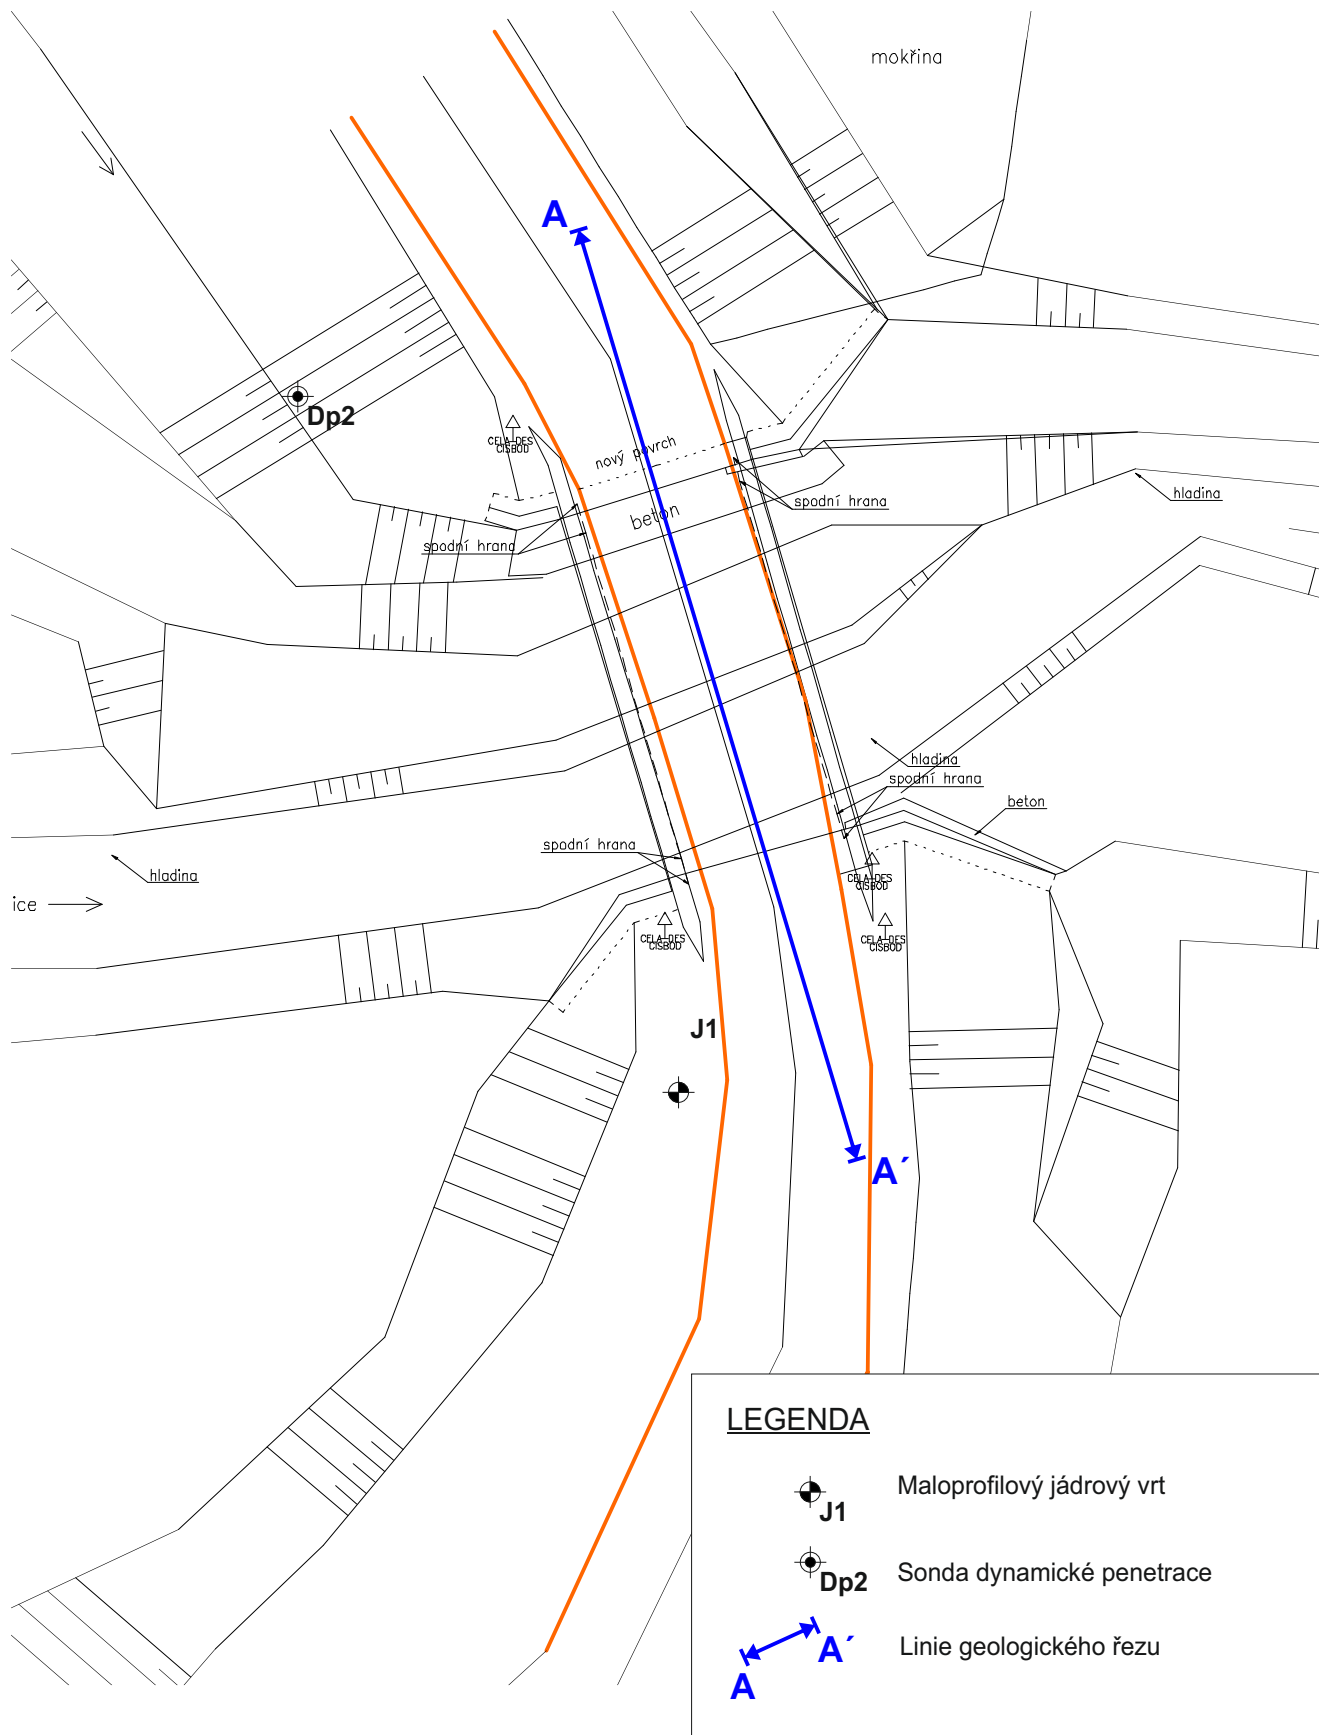 mokřina
A
Dp2
CELA-DES
CISBOD
nový povrch
beton
spodní hrana
spodní hrana
hladina
hladina
spodní hrana
beton
spodní hrana
hladina
ice
CELA-DES
CISBOD
CELA-DES
CISBOD
CELA-DES
CISBOD
J1
A´
LEGENDA
J1
Maloprofilový jádrový vrt
Dp2
Sonda dynamické penetrace
A
A´
Linie geologického řezu